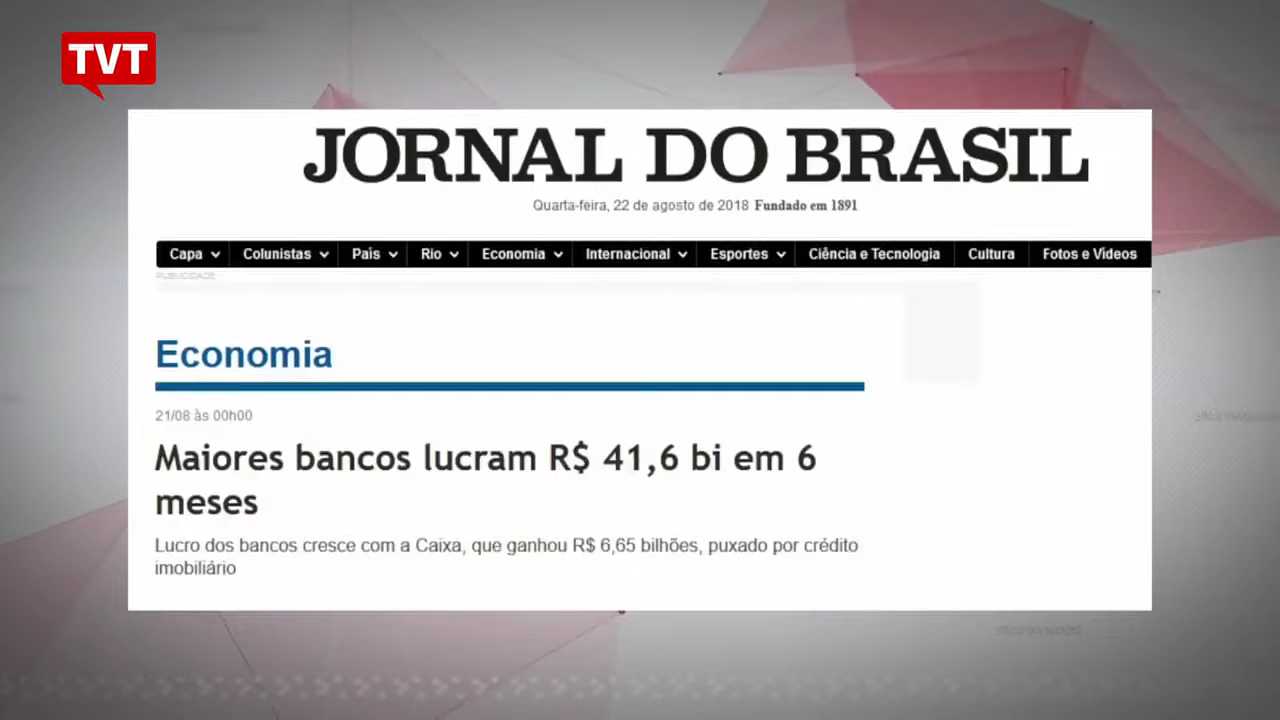 TVT
JORNAL DO BRASIL
Quarta-feira, 22 de agosto de 2018 Fundado em 1891
Capa Colunistas País Rio Economia Internacional Esportes Ciência e Tecnologia Cultura Fotos e Vídeos
PUBLICIDADE
Economia
21/08 às 00h00
Maiores bancos lucram R$ 41,6 bi em 6
meses
Lucro dos bancos cresce com a Caixa, que ganhou R$ 6,65 bilhões, puxado por crédito
imobiliário